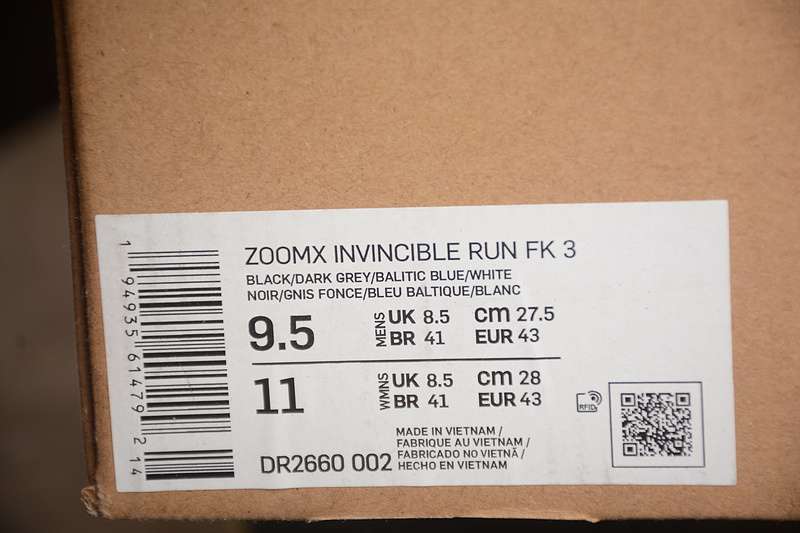 ZOOMX INVINCIBLE RUN FK 3
BLACK/DARK GREY/BALITIC BLUE/WHITE
NOIR/GNIS FONCE/BLEU BALTIQUE/BLANC
9.5 MENS UK 8.5 cm 27.5
BR 41 EUR 43
11 WMNS UK 8.5 cm 28
BR 41 EUR 43
RFID
MADE IN VIETNAM /
FABRIQUE AU VIETNAM /
FABRICADO NO VIETNÃ /
HECHO EN VIETNAM
DR2660 002
1 94935 61479 2 14